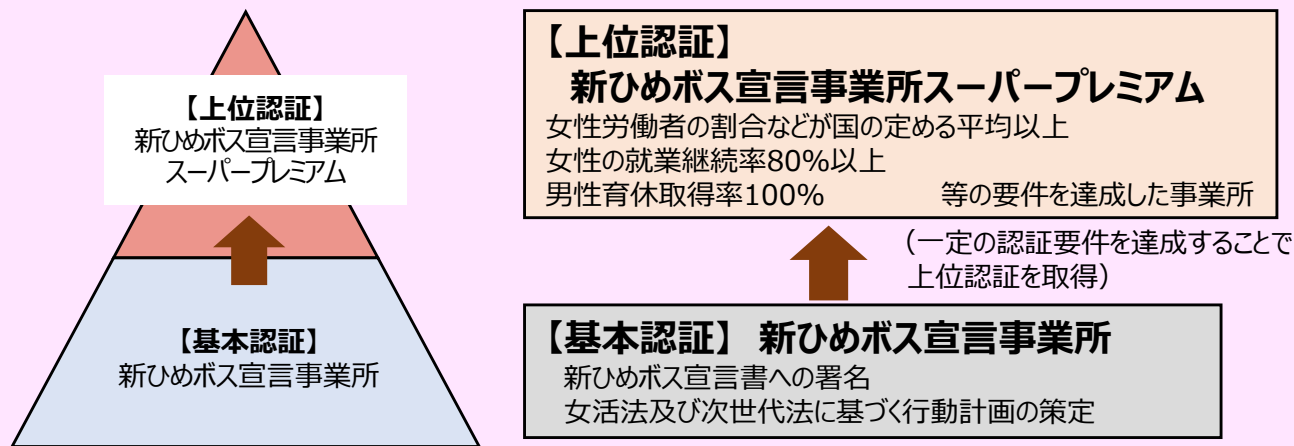 【上位認証】
新ひめボス宣言事業所
スーパープレミアム
【基本認証】
新ひめボス宣言事業所
【上位認証】
新ひめボス宣言事業所スーパープレミアム
女性労働者の割合などが国の定める平均以上
女性の就業継続率80%以上
男性育休取得率100% 等の要件を達成した事業所
（一定の認証要件を達成することで
上位認証を取得）
【基本認証】 新ひめボス宣言事業所
新ひめボス宣言書への署名
女活法及び次世代法に基づく行動計画の策定